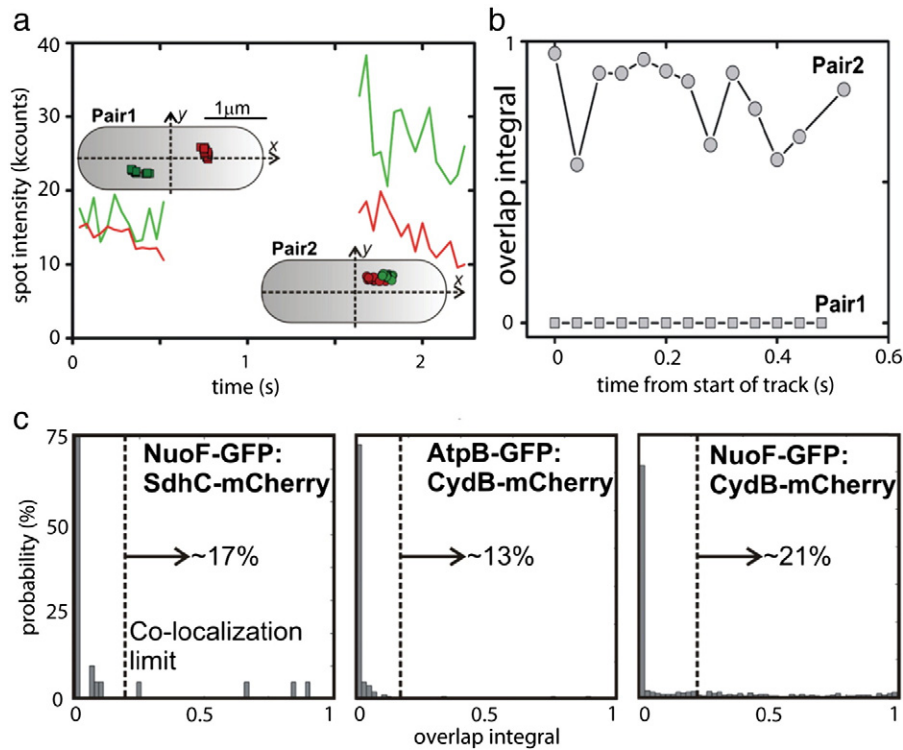 a
40
30
20
10
0
spot intensity (kcounts)
Pair1
y
1μm
x
Pair2
y
x
0
1
2
time (s)
b
1
0
overlap integral
Pair2
Pair1
0
0.2
0.4
0.6
time from start of track (s)
c
75
50
25
0
probability (%)
NuoF-GFP:
SdhC-mCherry
~17%
Co-localization
limit
0
0.5
1
AtpB-GFP:
CydB-mCherry
~13%
0
0.5
1
NuoF-GFP:
CydB-mCherry
~21%
0
0.5
1
overlap integral